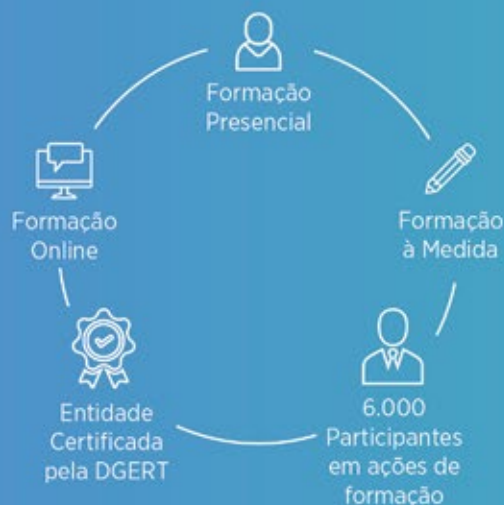 Formação
Presencial
Formação
à Medida
6.000
Participantes
em ações de
formação
Entidade
Certificada
pela DGERT
Formação
Online